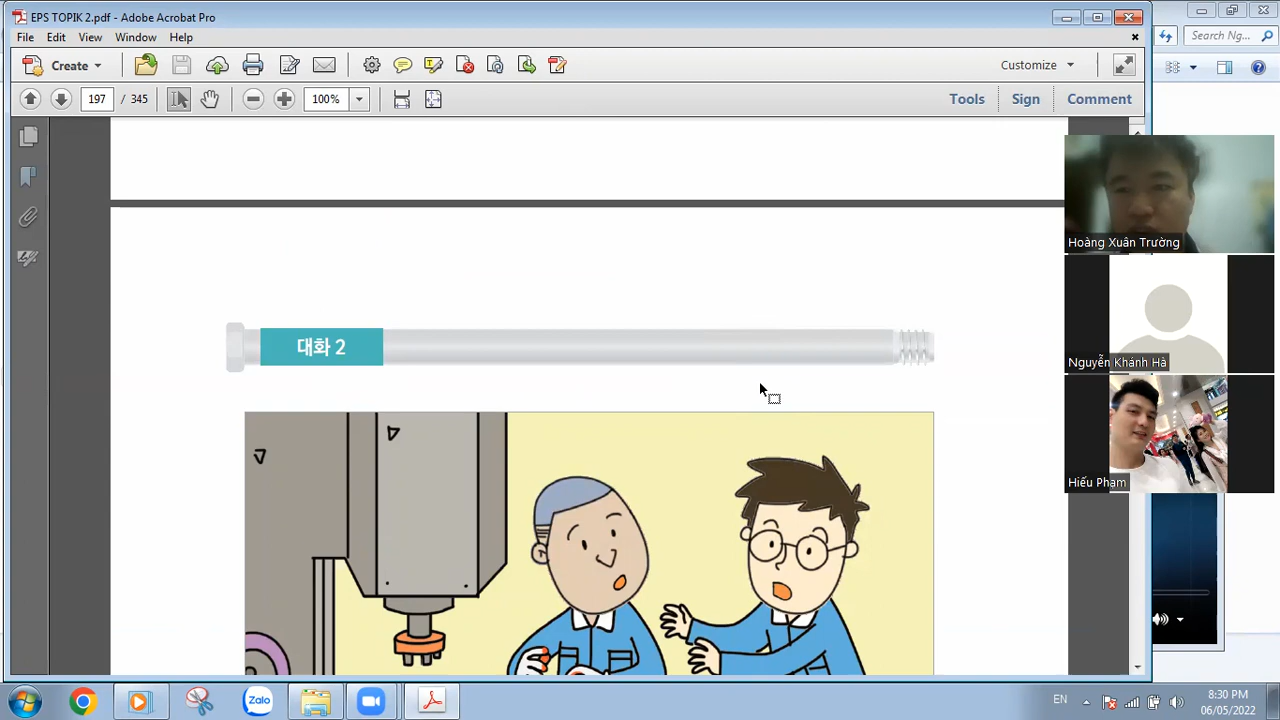 EPS TOPIK 2.pdf - Adobe Acrobat Pro
File Edit View Window Help
Search Ng...
Create
Customize
197 / 345
100%
Tools Sign Comment
Hoàng Xuân Trường
대화 2
Nguyễn Khánh Hà
Hiếu Phạm
Zalo
EN
8:30 PM
06/05/2022